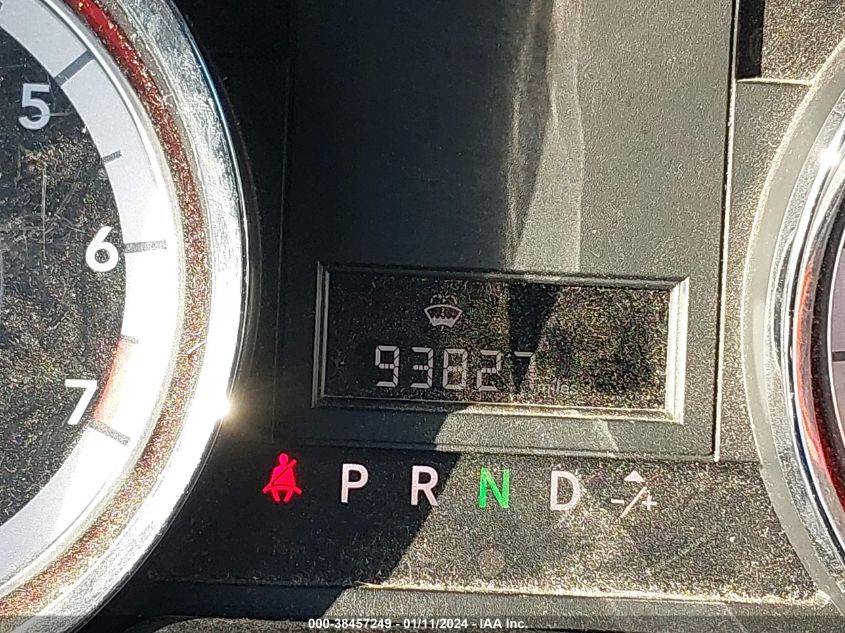 5
6
7
93827
miles
P R N D -/+
000-38457249 - 01/11/2024 - IAA Inc.